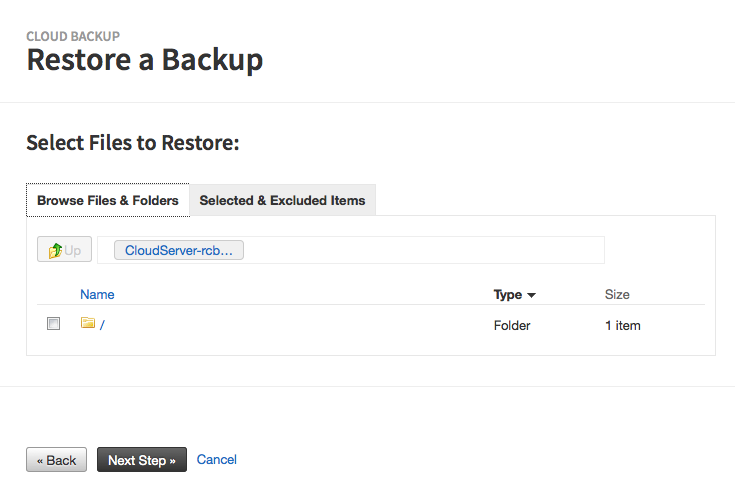 CLOUD BACKUP
Restore a Backup
Select Files to Restore:
Browse Files & Folders Selected & Excluded Items
Up CloudServer-rcb...
Name Type Size
/ Folder 1 item
« Back Next Step » Cancel